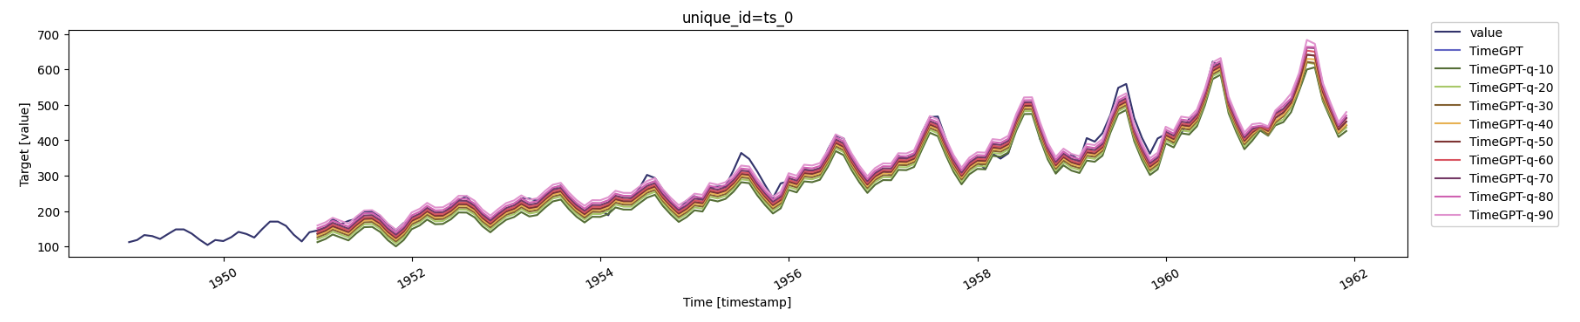 unique_id=ts_0
Target [value]
700
600
500
400
300
200
100
1950
1952
1954
1956
1958
1960
1962
Time [timestamp]
value
TimeGPT
TimeGPT-q-10
TimeGPT-q-20
TimeGPT-q-30
TimeGPT-q-40
TimeGPT-q-50
TimeGPT-q-60
TimeGPT-q-70
TimeGPT-q-80
TimeGPT-q-90